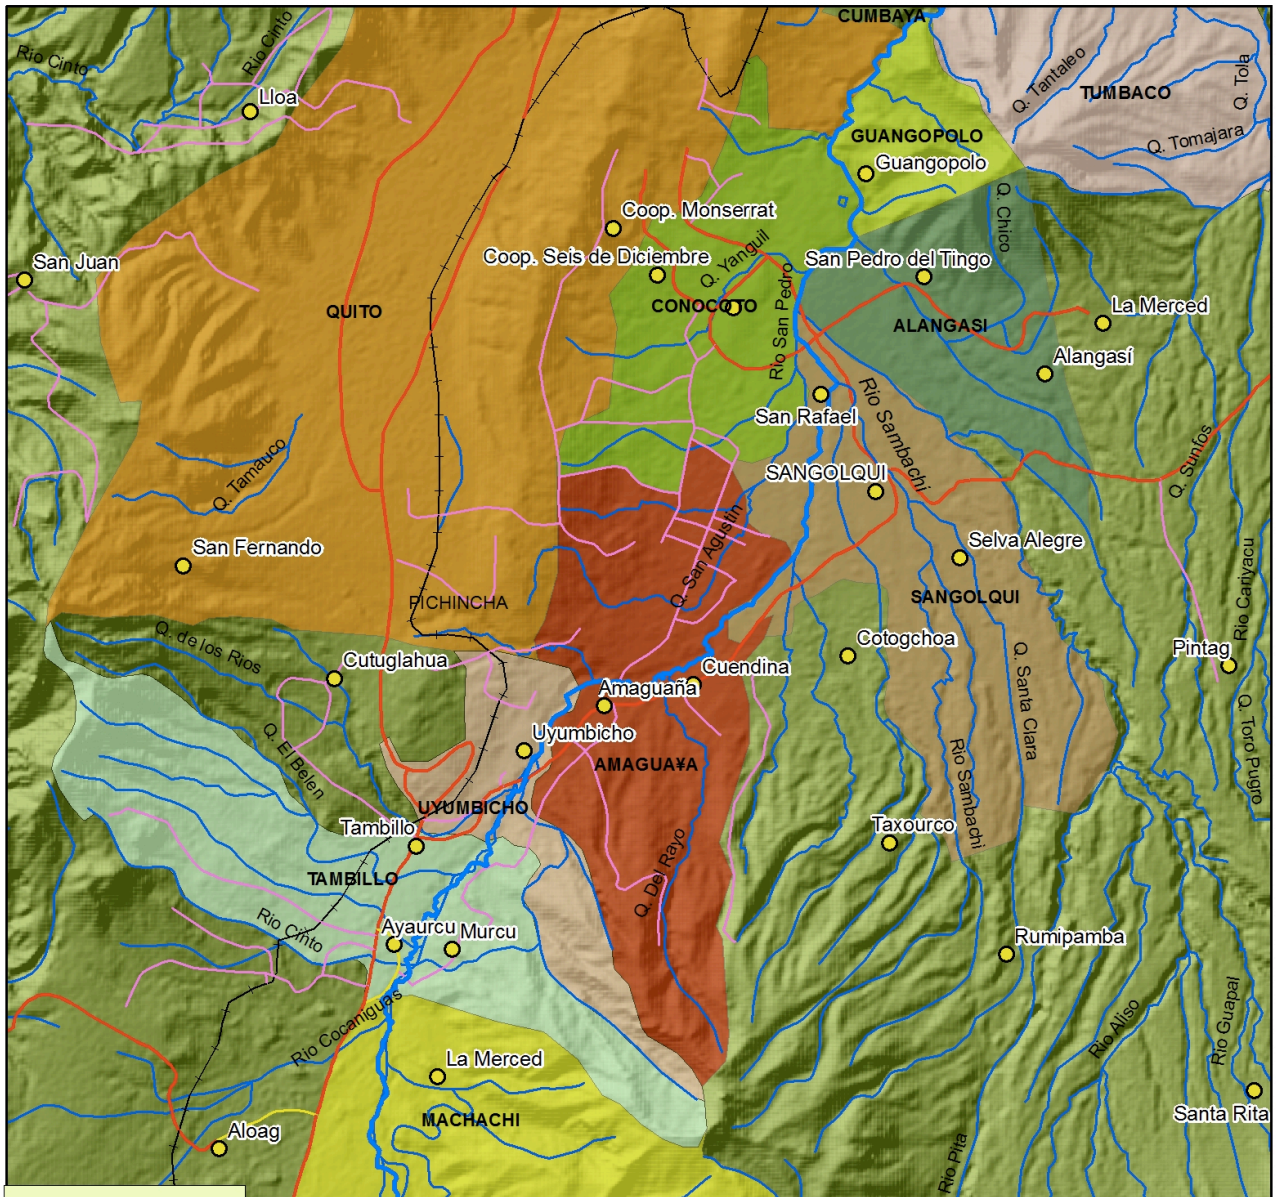 CUMBAYA
Rio Cinto
Rio Cinto
Lloa
Q. Tantaleo
TUMBACO
Q. Tola
GUANGOPOLO
Q. Tomajara
Guangopolo
Q. Chico
Coop. Monserrat
Coop. Seis de Diciembre
Q. Yanguil
San Pedro del Tingo
San Juan
QUITO
CONOCOTO
Rio San Pedro
ALANGASI
La Merced
Alangasí
San Rafael
Rio Sambachi
Q. Tamauco
SANGOLQUI
Q. Sunfos
San Fernando
Q. San Agustin
Selva Alegre
PICHINCHA
SANGOLQUI
Rio Cariyacu
Q. de los Rios
Cutuglahua
Cotogchoa
Pintag
Cuendina
Amaguaña
Q. Santa Clara
Q. Toro Pugro
Uyumbicho
Q. El Belen
AMAGUA¥A
Rio Sambachi
UYUMBICHO
Tambillo
Taxourco
TAMBILLO
Q. Del Rayo
Rio Cinto
Ayaurcu
Murcu
Rumipamba
Rio Cocaniguas
Rio Aliso
Rio Guapal
La Merced
Santa Rita
MACHACHI
Aloag
Rio Pita